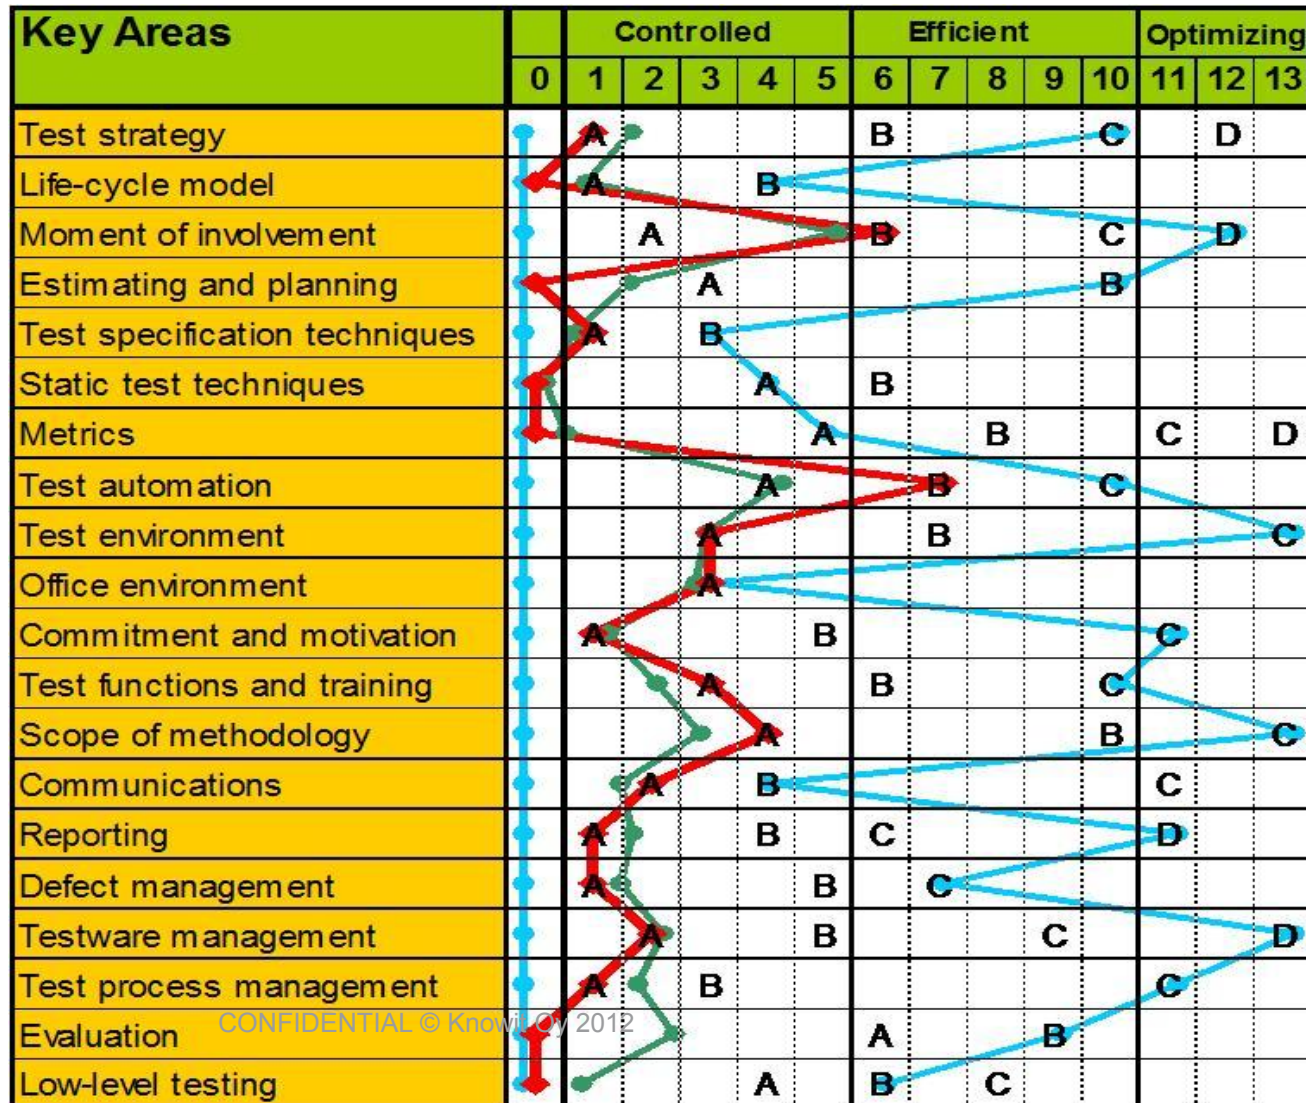 Key Areas Controlled Efficient Optimizing
0 1 2 3 4 5 6 7 8 9 10 11 12 13
Test strategy A B C D
Life-cycle model A B
Moment of involvement A B C D
Estimating and planning A B
Test specification techniques A B
Static test techniques A B
Metrics A B C D
Test automation A B C
Test environment A B C
Office environment A
Commitment and motivation A B C
Test functions and training A B C
Scope of methodology A B C
Communications A B C
Reporting A B C D
Defect management A B C
Testware management A B C D
Test process management A B C
CONFIDENTIAL © Knowit Oy 2012
Evaluation A B
Low-level testing A B C